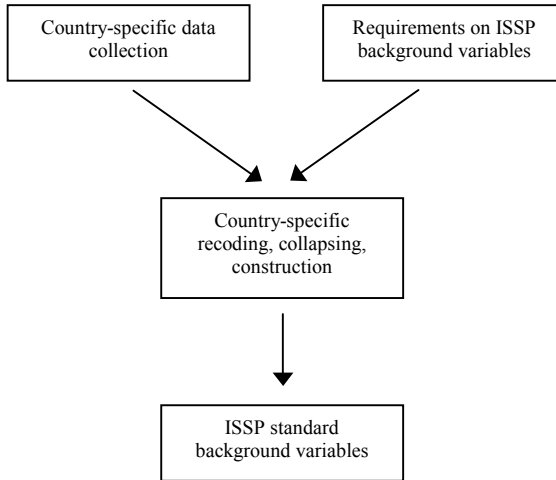 Country-specific data
collection
Requirements on ISSP
background variables
Country-specific
recoding, collapsing,
construction
ISSP standard
background variables